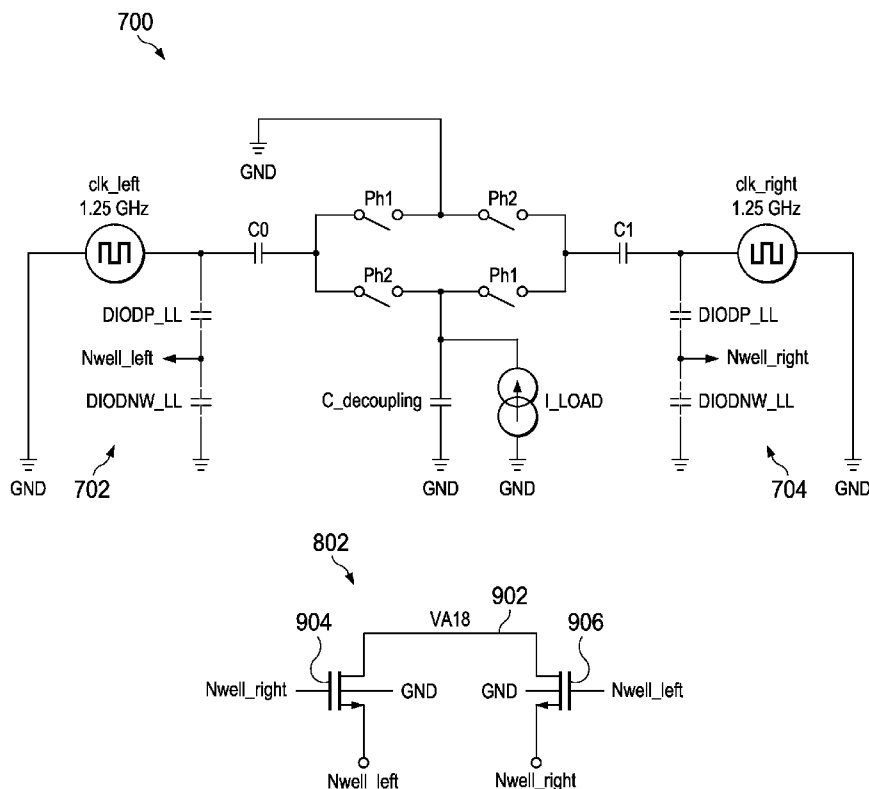 700
GND
clk_left
1.25 GHz
clk_right
1.25 GHz
Ph1
Ph2
C0
C1
Ph2
Ph1
DIODP_LL
DIODP_LL
Nwell_left
Nwell_right
DIODNW_LL
C_decoupling
I_LOAD
DIODNW_LL
GND
702
GND
GND
704
GND
802
904
VA18
902
906
Nwell_right
GND
GND
Nwell_left
Nwell_left
Nwell_right